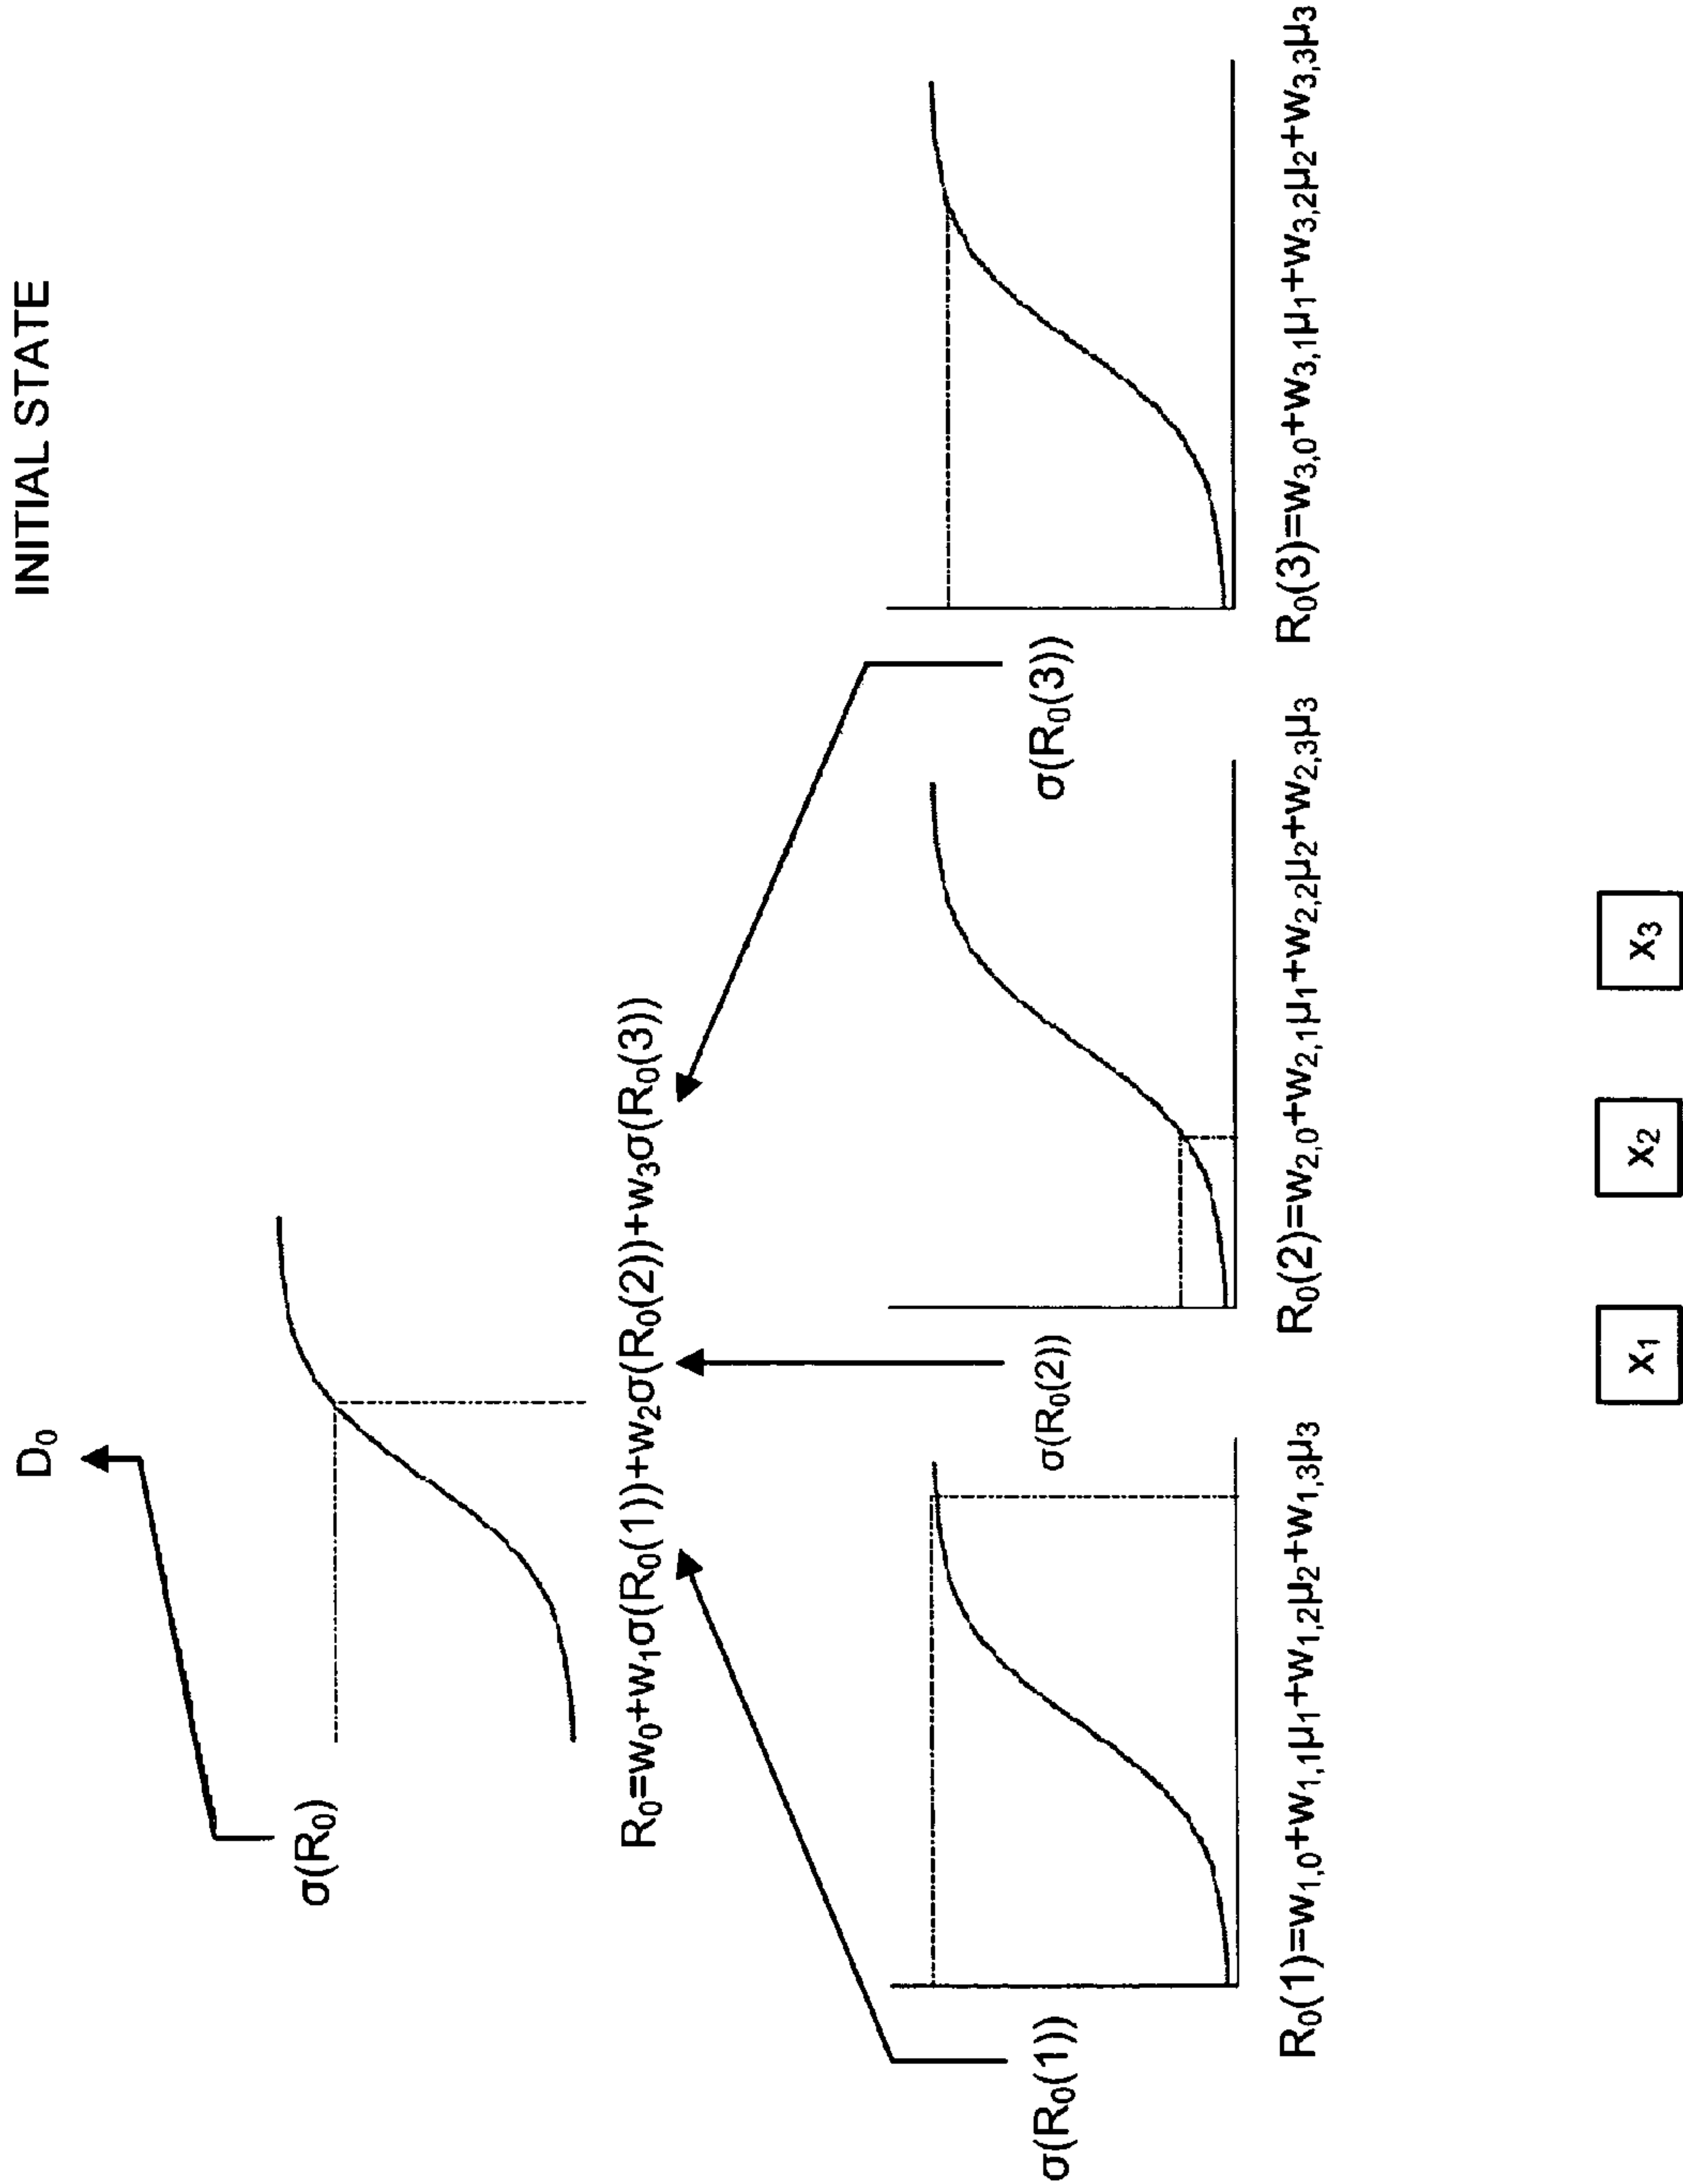 INITIAL STATE
D₀
σ(R₀)
R₀=w₀+w₁σ(R₀(1))+w₂σ(R₀(2))+w₃σ(R₀(3))
σ(R₀(1))
σ(R₀(2))
σ(R₀(3))
R₀(1)=w₁,₀+w₁,₁μ₁+w₁,₂μ₂+w₁,₃μ₃
R₀(2)=w₂,₀+w₂,₁μ₁+w₂,₂μ₂+w₂,₃μ₃
R₀(3)=w₃,₀+w₃,₁μ₁+w₃,₂μ₂+w₃,₃μ₃
x₁
x₂
x₃